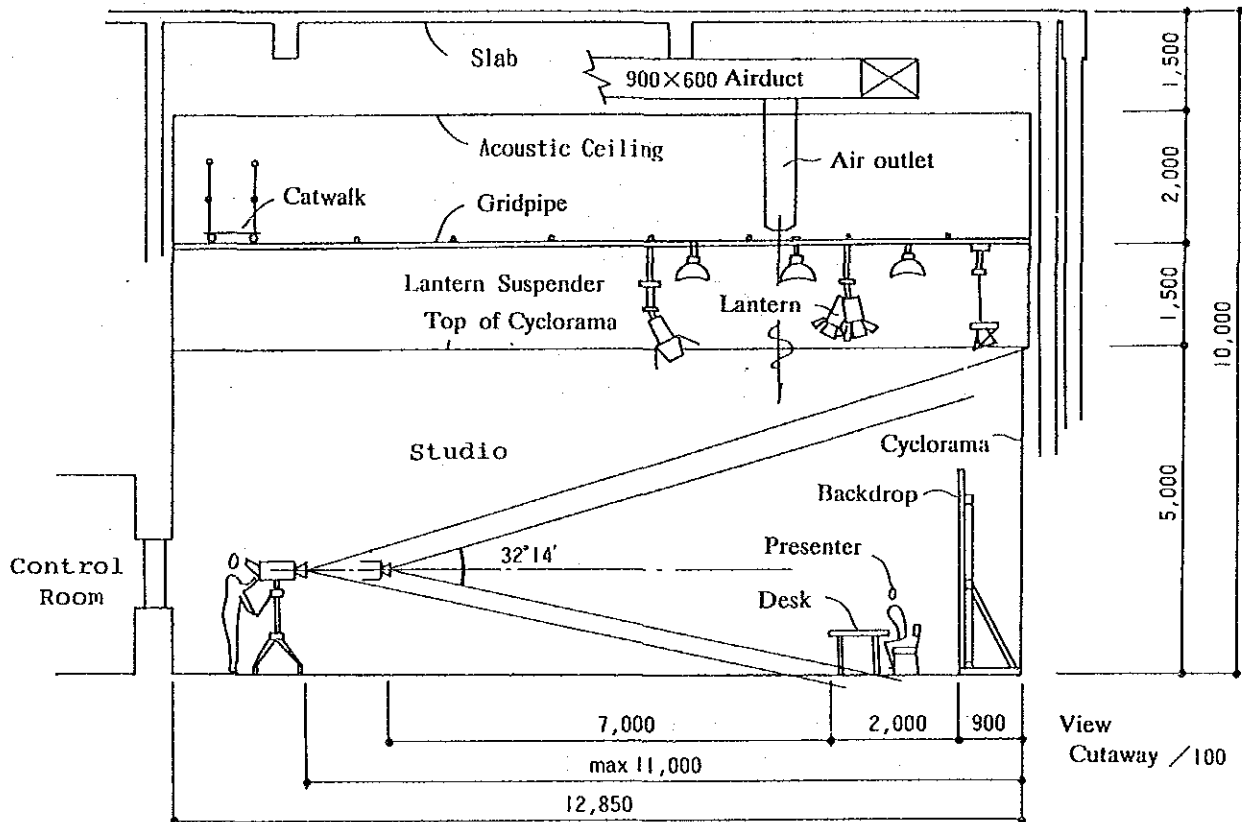 Slab
900×600 Airduct
1,500
Acoustic Ceiling
Air outlet
2,000
Catwalk
Gridpipe
Lantern Suspender
Lantern
1,500
Top of Cyclorama
10,000
Studio
Cyclorama
Backdrop
5,000
Control
Room
32°14′
Presenter
Desk
7,000
2,000
900
View
Cutaway /100
max 11,000
12,850